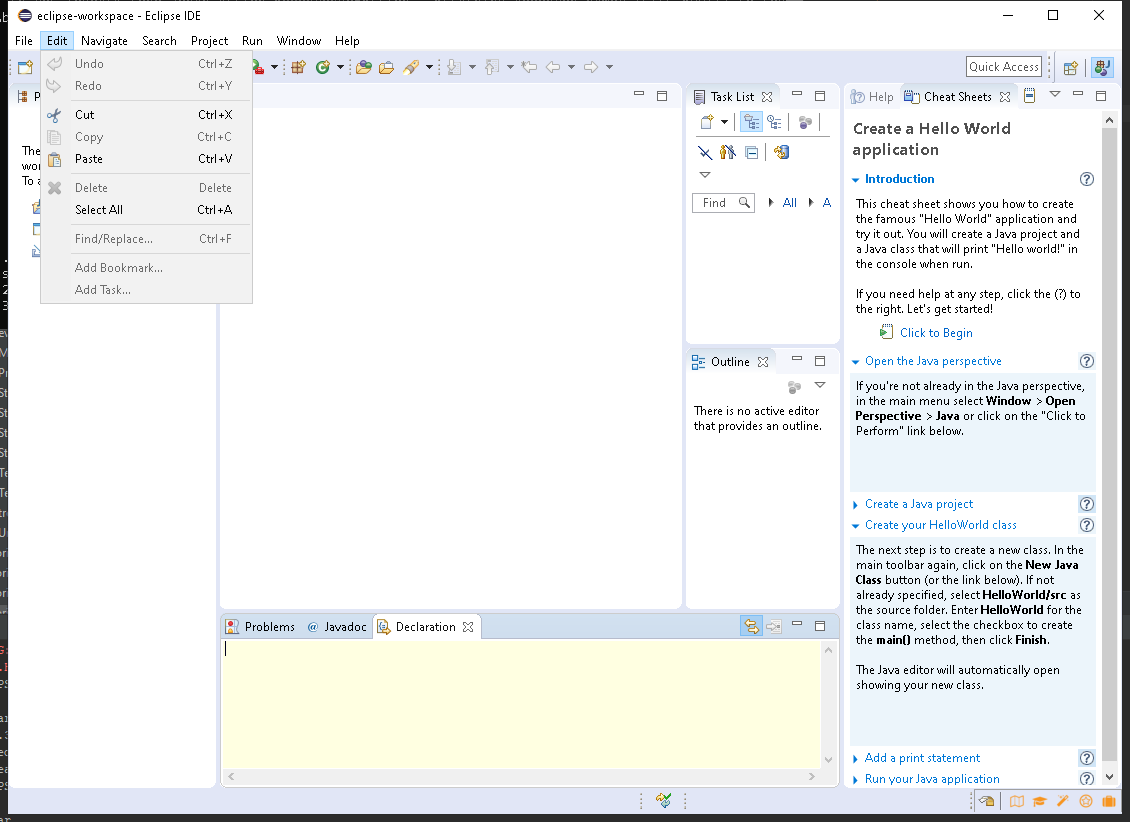 eclipse-workspace - Eclipse IDE
File Edit Navigate Search Project Run Window Help
Undo Ctrl+Z
Redo Ctrl+Y
Cut Ctrl+X
Copy Ctrl+C
Paste Ctrl+V
Delete Delete
Select All Ctrl+A
Find/Replace... Ctrl+F
Add Bookmark...
Add Task...
Quick Access
Task List
Find All A
Outline
There is no active editor
that provides an outline.
Problems @ Javadoc Declaration
Help Cheat Sheets
Create a Hello World
application
Introduction
This cheat sheet shows you how to create
the famous "Hello World" application and
try it out. You will create a Java project and
a Java class that will print "Hello world!" in
the console when run.
If you need help at any step, click the (?) to
the right. Let's get started!
Click to Begin
Open the Java perspective
If you're not already in the Java perspective,
in the main menu select Window > Open
Perspective > Java or click on the "Click to
Perform" link below.
Create a Java project
Create your HelloWorld class
The next step is to create a new class. In the
main toolbar again, click on the New Java
Class button (or the link below). If not
already specified, select HelloWorld/src as
the source folder. Enter HelloWorld for the
class name, select the checkbox to create
the main() method, then click Finish.
The Java editor will automatically open
showing your new class.
Add a print statement
Run your Java application